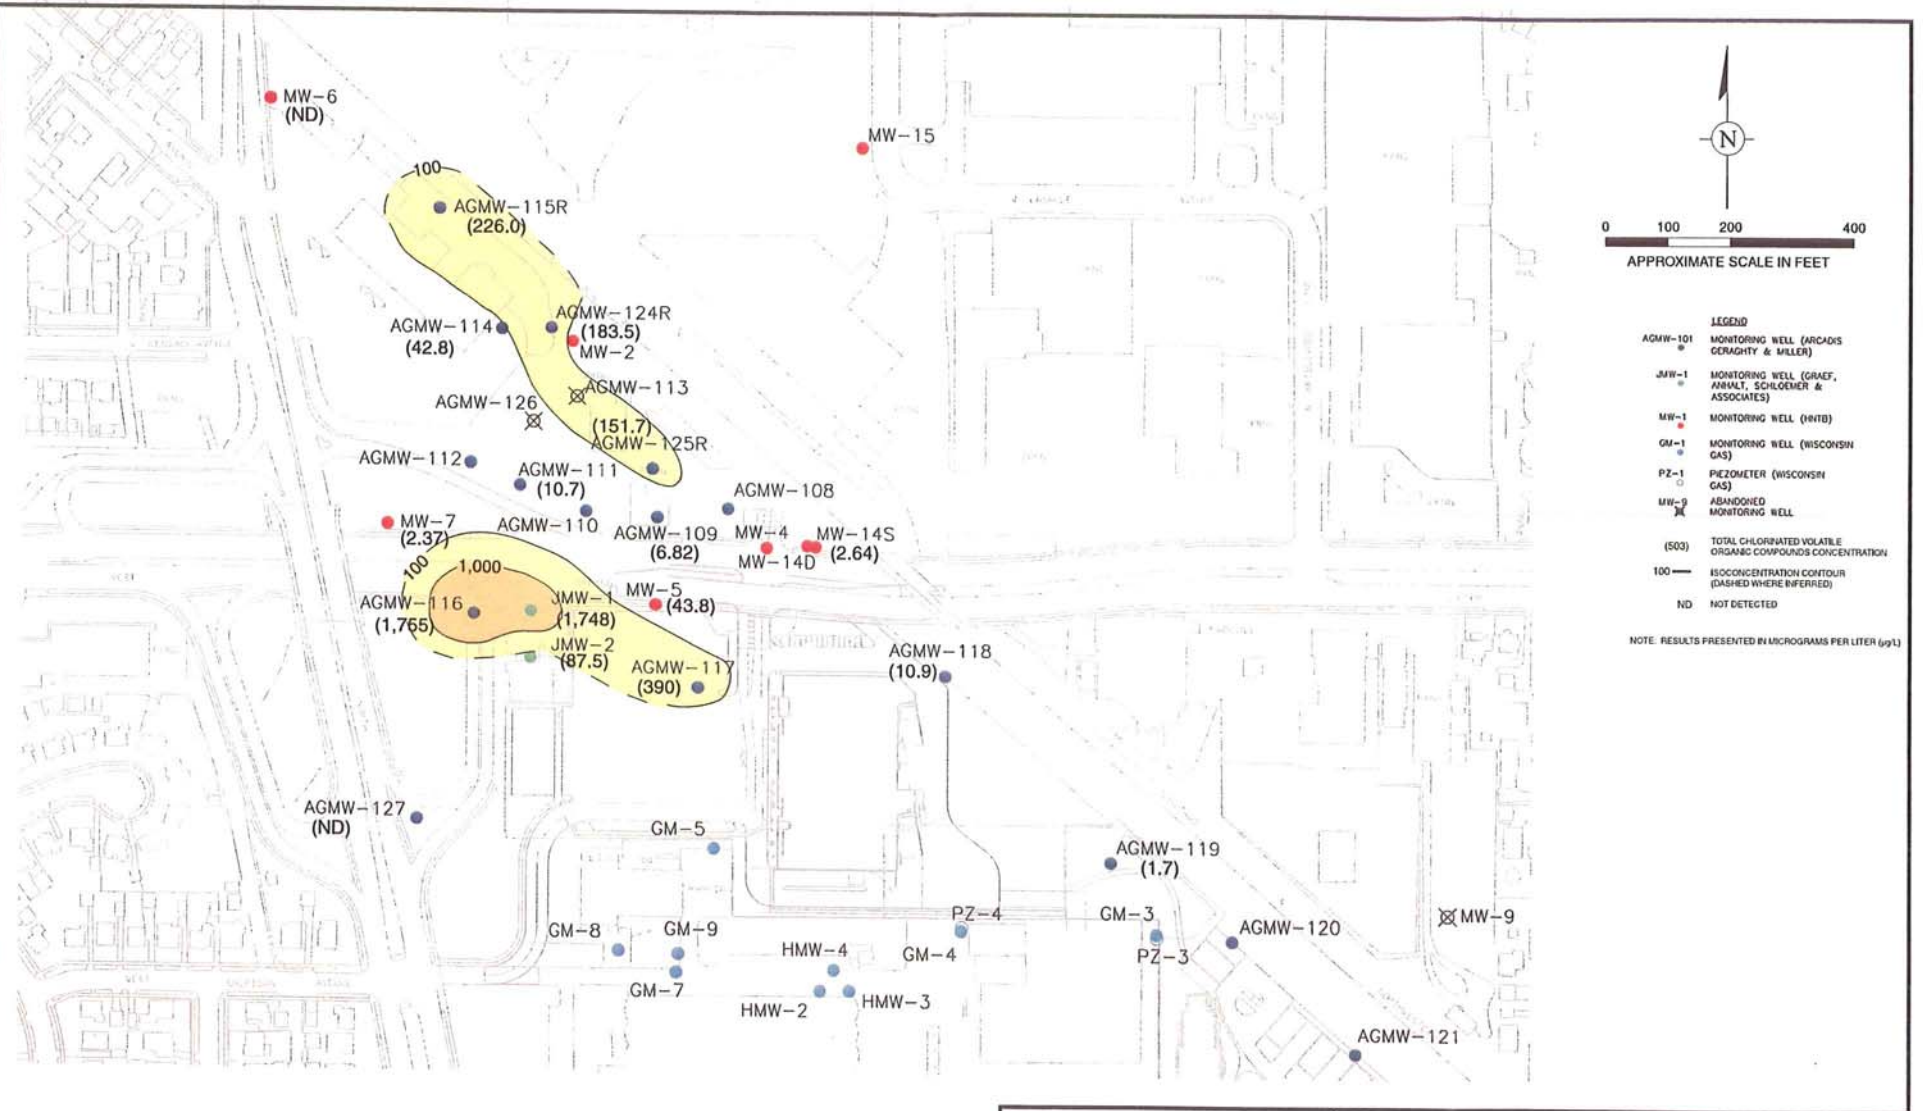 MW-6
(ND)
MW-15
100
AGMW-115R
(226.0)
AGMW-124R
(183.5)
MW-2
AGMW-114
(42.8)
AGMW-113
AGMW-126
(151.7)
AGMW-125R
AGMW-112
AGMW-111
(10.7)
AGMW-110
AGMW-108
AGMW-109
(6.82)
MW-4
MW-14D
MW-14S
(2.64)
MW-7
(2.37)
100
1,000
AGMW-116
(1,755)
JMW-1
(1,748)
JMW-2
(87.5)
MW-5
(43.8)
AGMW-117
(390)
AGMW-118
(10.9)
AGMW-127
(ND)
GM-5
AGMW-119
(1.7)
GM-8
GM-9
GM-7
HMW-4
HMW-2
HMW-3
PZ-4
GM-4
GM-3
PZ-3
AGMW-120
MW-9
AGMW-121
N
0 100 200 400
APPROXIMATE SCALE IN FEET
LEGEND
AGMW-101 MONITORING WELL (ARCADIS
GERAGHTY & MILLER)
JMW-1 MONITORING WELL (GRAEF,
ANHALT, SCHLOEMER &
ASSOCIATES)
MW-1 MONITORING WELL (HNTB)
GM-1 MONITORING WELL (WISCONSIN
GAS)
PZ-1 PIEZOMETER (WISCONSIN
GAS)
MW-9 ABANDONED
MONITORING WELL
(503) TOTAL CHLORINATED VOLATILE
ORGANIC COMPOUNDS CONCENTRATION
100 ISOCONCENTRATION CONTOUR
(DASHED WHERE INFERRED)
ND NOT DETECTED
NOTE: RESULTS PRESENTED IN MICROGRAMS PER LITER (µg/L)